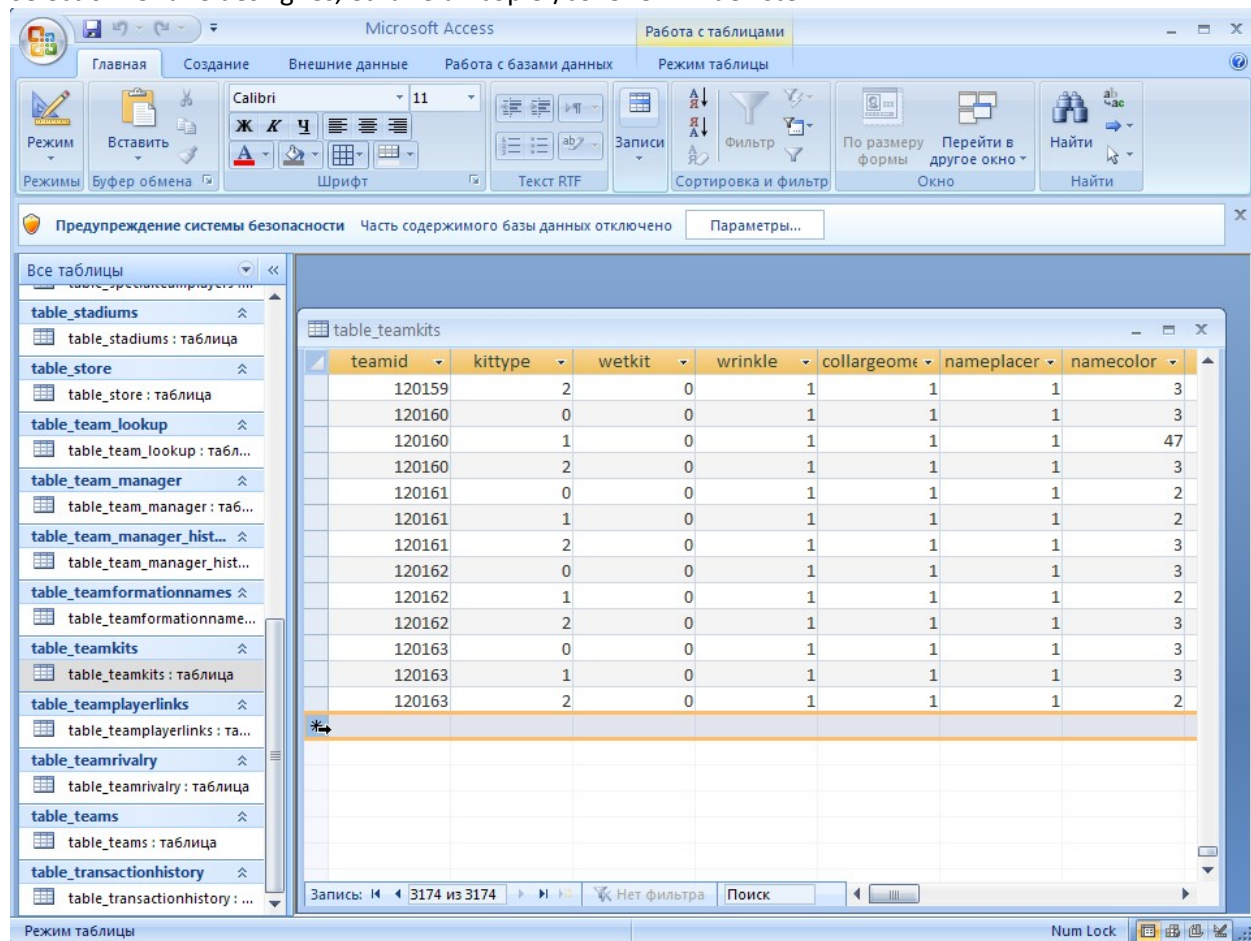 Microsoft Access
Работа с таблицами
Главная Создание Внешние данные Работа с базами данных Режим таблицы
Режим
Вставить
Calibri 11
Ж К Ч
Записи
Фильтр
По размеру формы
Перейти в другое окно
Найти
Режимы Буфер обмена Шрифт Текст RTF Сортировка и фильтр Окно Найти
Предупреждение системы безопасности Часть содержимого базы данных отключено Параметры...
Все таблицы
table_stadiums
table_stadiums : таблица
table_store
table_store : таблица
table_team_lookup
table_team_lookup : табл...
table_team_manager
table_team_manager : таб...
table_team_manager_hist...
table_team_manager_hist...
table_teamformationnames
table_teamformationname...
table_teamkits
table_teamkits : таблица
table_teamplayerlinks
table_teamplayerlinks : та...
table_teamrivalry
table_teamrivalry : таблица
table_teams
table_teams : таблица
table_transactionhistory
table_transactionhistory : ...
table_teamkits
teamid kittype wetkit wrinkle collargeome nameplacer namecolor
120159 2 0 1 1 1 3
120160 0 0 1 1 1 3
120160 1 0 1 1 1 47
120160 2 0 1 1 1 3
120161 0 0 1 1 1 2
120161 1 0 1 1 1 2
120161 2 0 1 1 1 3
120162 0 0 1 1 1 3
120162 1 0 1 1 1 2
120162 2 0 1 1 1 3
120163 0 0 1 1 1 3
120163 1 0 1 1 1 3
120163 2 0 1 1 1 2
Запись: 3174 из 3174 Нет фильтра Поиск
Режим таблицы Num Lock